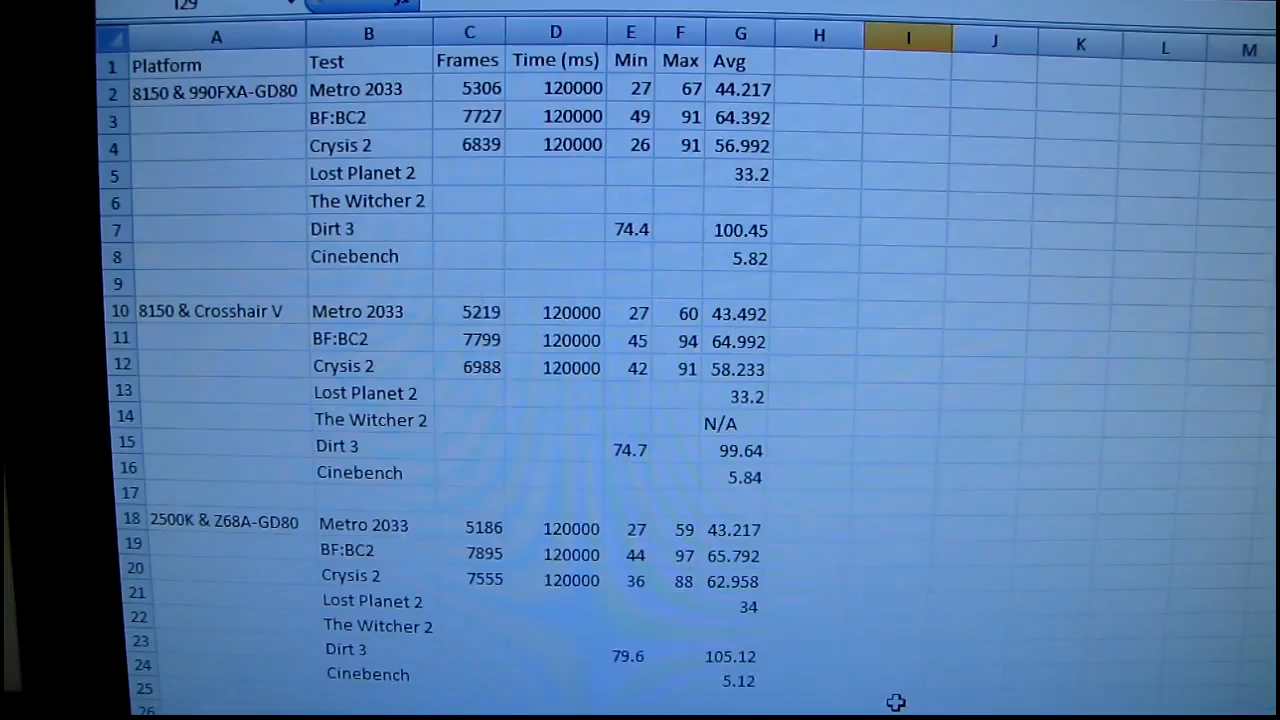 I29
A B C D E F G H I J K L M
1 Platform Test Frames Time (ms) Min Max Avg
2 8150 & 990FXA-GD80 Metro 2033 5306 120000 27 67 44.217
3 BF:BC2 7727 120000 49 91 64.392
4 Crysis 2 6839 120000 26 91 56.992
5 Lost Planet 2 33.2
6 The Witcher 2
7 Dirt 3 74.4 100.45
8 Cinebench 5.82
9
10 8150 & Crosshair V Metro 2033 5219 120000 27 60 43.492
11 BF:BC2 7799 120000 45 94 64.992
12 Crysis 2 6988 120000 42 91 58.233
13 Lost Planet 2 33.2
14 The Witcher 2 N/A
15 Dirt 3 74.7 99.64
16 Cinebench 5.84
17
18 2500K & Z68A-GD80 Metro 2033 5186 120000 27 59 43.217
19 BF:BC2 7895 120000 44 97 65.792
20 Crysis 2 7555 120000 36 88 62.958
21 Lost Planet 2 34
22 The Witcher 2
23 Dirt 3 79.6 105.12
24 Cinebench 5.12
25
26